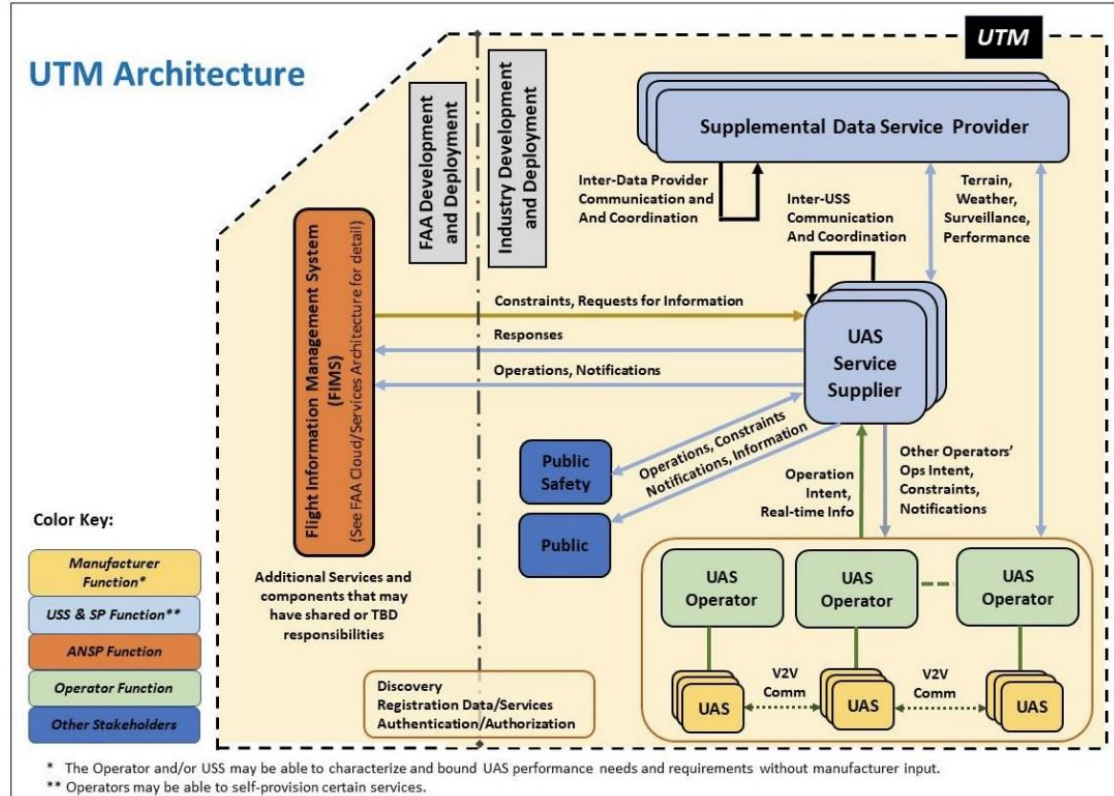 UTM Architecture
UTM
FAA Development
and Deployment
Industry Development
and Deployment
Supplemental Data Service Provider
Inter-Data Provider
Communication and
And Coordination
Inter-USS
Communication
And Coordination
Terrain,
Weather,
Surveillance,
Performance
Flight Information Management System
(FIMS)
(See FAA Cloud/Services Architecture for detail)
Constraints, Requests for Information
Responses
Operations, Notifications
UAS
Service
Supplier
Operations, Constraints
Notifications, Information
Public
Safety
Public
Operation
Intent,
Real-time Info
Other Operators'
Ops Intent,
Constraints,
Notifications
Color Key:
Manufacturer
Function*
USS & SP Function**
ANSP Function
Operator Function
Other Stakeholders
Additional Services and
components that may
have shared or TBD
responsibilities
Discovery
Registration Data/Services
Authentication/Authorization
UAS
Operator
UAS
Operator
UAS
Operator
V2V
Comm
V2V
Comm
UAS
UAS
UAS
* The Operator and/or USS may be able to characterize and bound UAS performance needs and requirements without manufacturer input.
** Operators may be able to self-provision certain services.